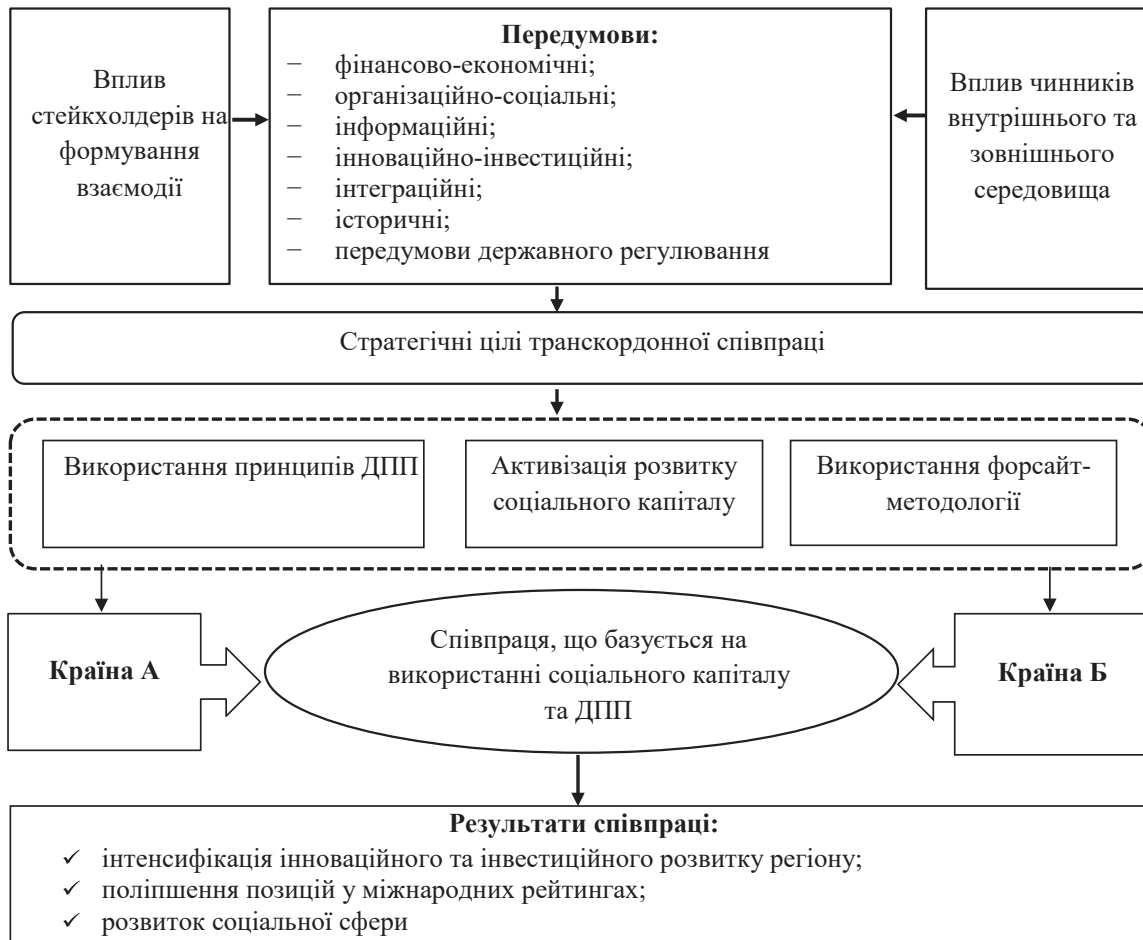 Вплив
стейкхолдерів на
формування
взаємодії
Передумови:
− фінансово-економічні;
− організаційно-соціальні;
− інформаційні;
− інноваційно-інвестиційні;
− інтеграційні;
− історичні;
− передумови державного регулювання
Вплив чинників
внутрішнього та
зовнішнього
середовища
Стратегічні цілі транскордонної співпраці
Використання принципів ДПП
Активізація розвитку
соціального капіталу
Використання форсайт-
методології
Країна А
Співпраця, що базується на
використанні соціального капіталу
та ДПП
Країна Б
Результати співпраці:
✓ інтенсифікація інноваційного та інвестиційного розвитку регіону;
✓ поліпшення позицій у міжнародних рейтингах;
✓ розвиток соціальної сфери